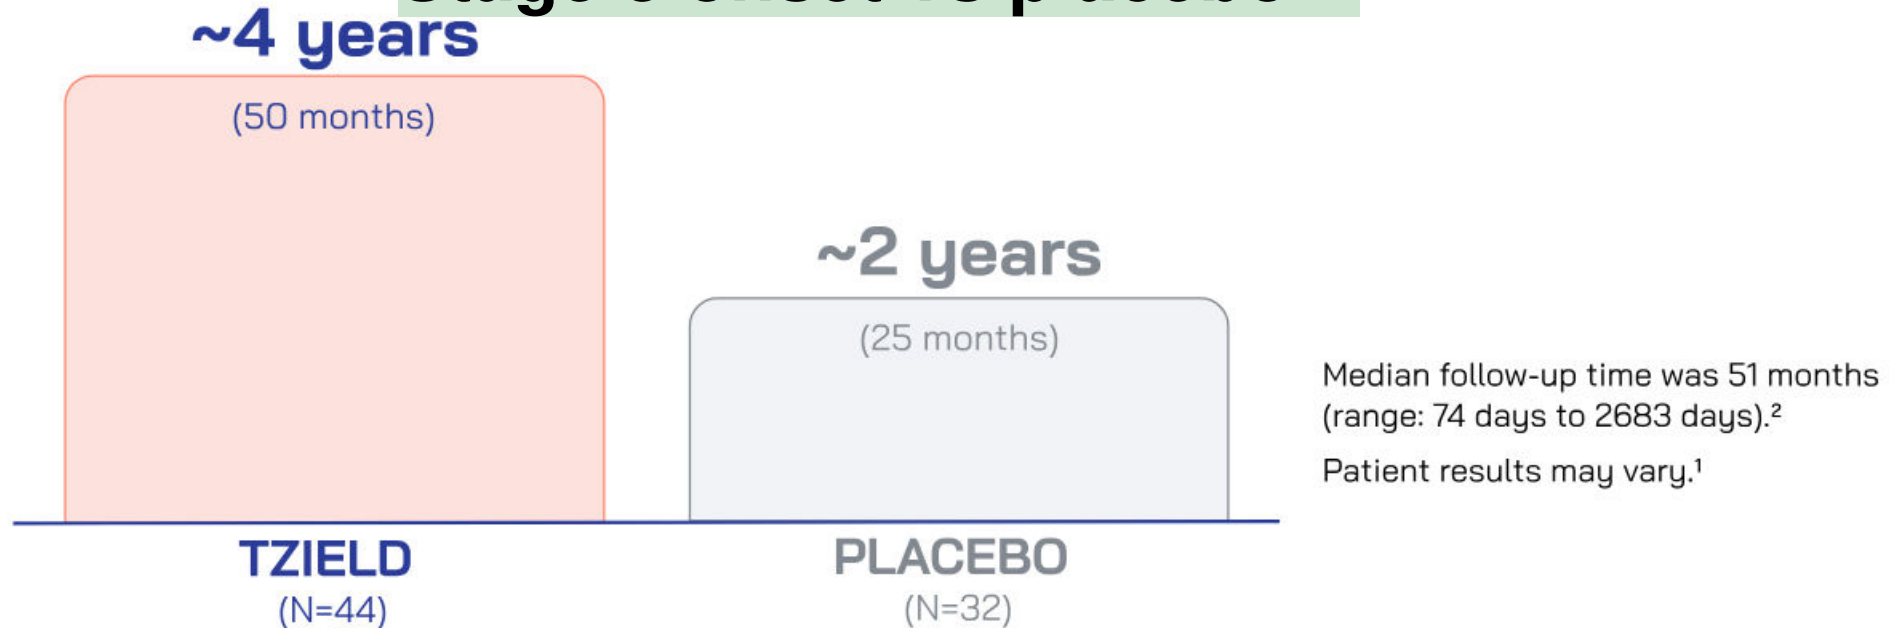 ~4 years
(50 months)
~2 years
(25 months)
Median follow-up time was 51 months
(range: 74 days to 2683 days).²
Patient results may vary.¹
TZIELD
(N=44)
PLACEBO
(N=32)